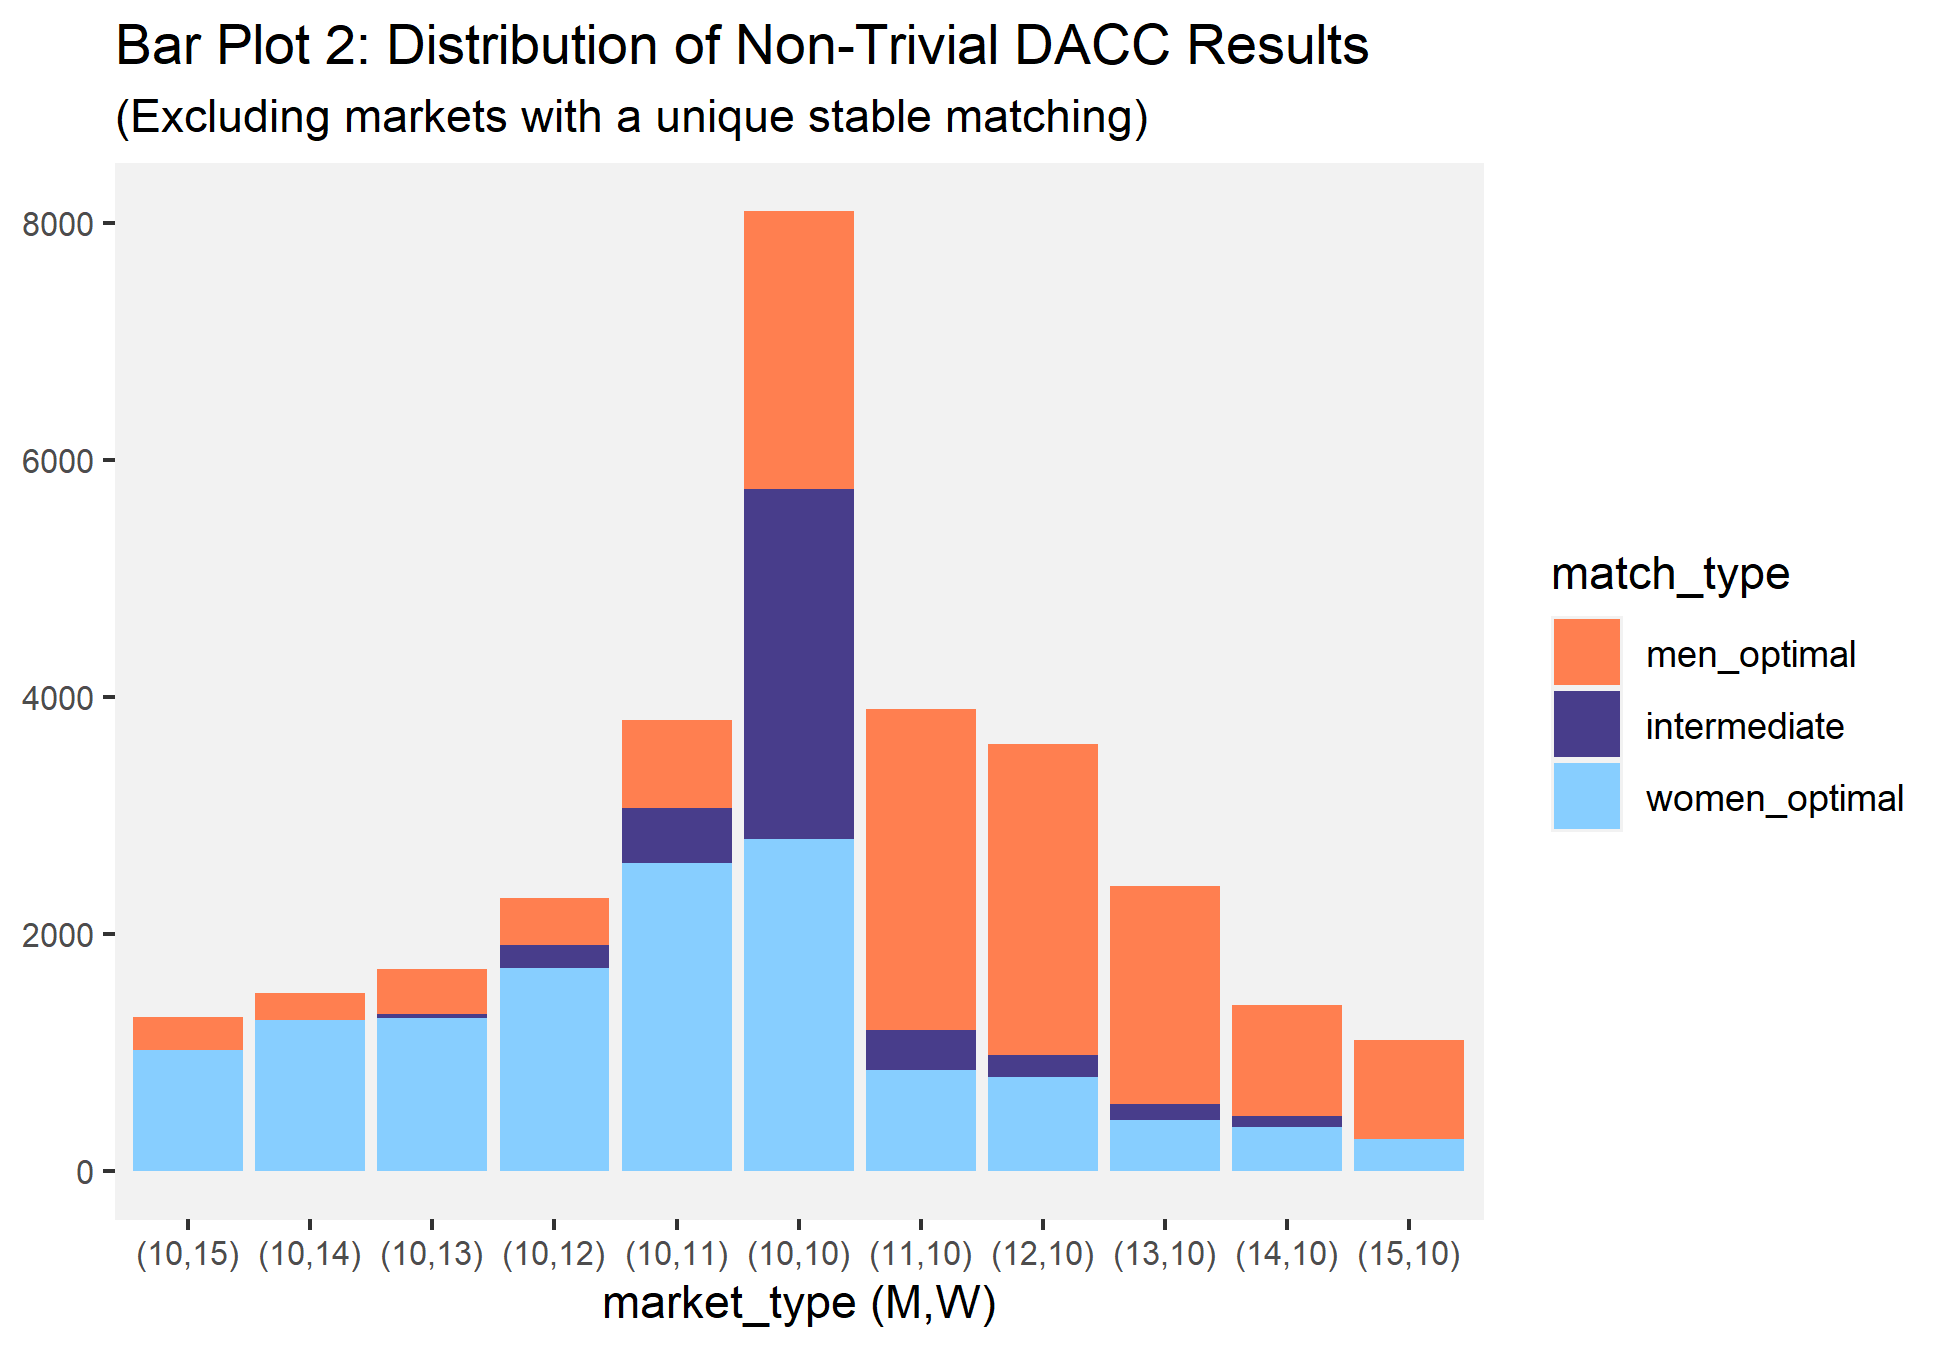 Bar Plot 2: Distribution of Non-Trivial DACC Results
(Excluding markets with a unique stable matching)
8000
6000
4000
2000
0
(10,15) (10,14) (10,13) (10,12) (10,11) (10,10) (11,10) (12,10) (13,10) (14,10) (15,10)
market_type (M,W)
match_type
men_optimal
intermediate
women_optimal